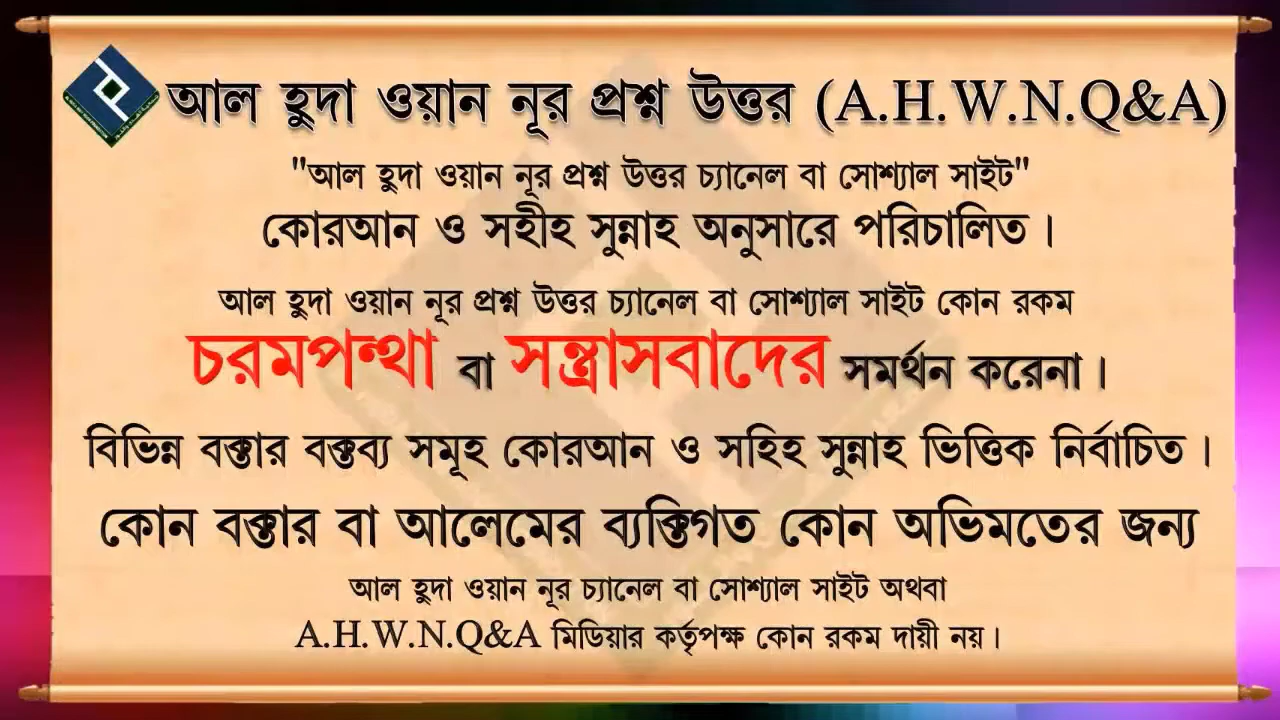 আল হুদা ওয়ান নূর প্রশ্ন উত্তর (A.H.W.N.Q&A)
"আল হুদা ওয়ান নূর প্রশ্ন উত্তর চ্যানেল বা সোশ্যাল সাইট"
কোরআন ও সহীহ সুন্নাহ অনুসারে পরিচালিত।
আল হুদা ওয়ান নূর প্রশ্ন উত্তর চ্যানেল বা সোশ্যাল সাইট কোন রকম
চরমপন্থা বা সন্ত্রাসবাদের সমর্থন করেনা।
বিভিন্ন বক্তার বক্তব্য সমূহ কোরআন ও সহিহ সুন্নাহ ভিত্তিক নির্বাচিত।
কোন বক্তার বা আলেমের ব্যক্তিগত কোন অভিমতের জন্য
আল হুদা ওয়ান নূর চ্যানেল বা সোশ্যাল সাইট অথবা
A.H.W.N.Q&A মিডিয়ার কর্তৃপক্ষ কোন রকম দায়ী নয়।